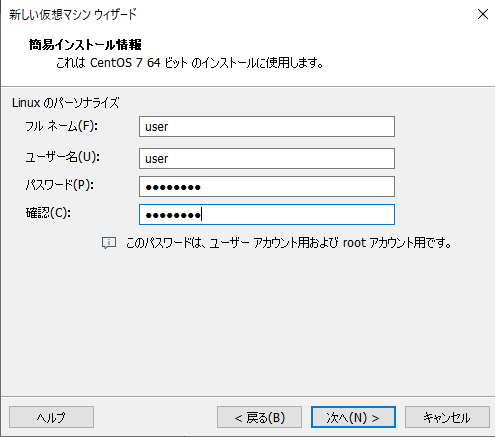 新しい仮想マシン ウィザード
簡易インストール情報
これは CentOS 7 64 ビット のインストールに使用します。
Linux のパーソナライズ
フル ネーム(F):
user
ユーザー名(U):
user
パスワード(P):
●●●●●●●●
確認(C):
●●●●●●●●
このパスワードは、ユーザー アカウント用および root アカウント用です。
ヘルプ
< 戻る(B)
次へ(N) >
キャンセル